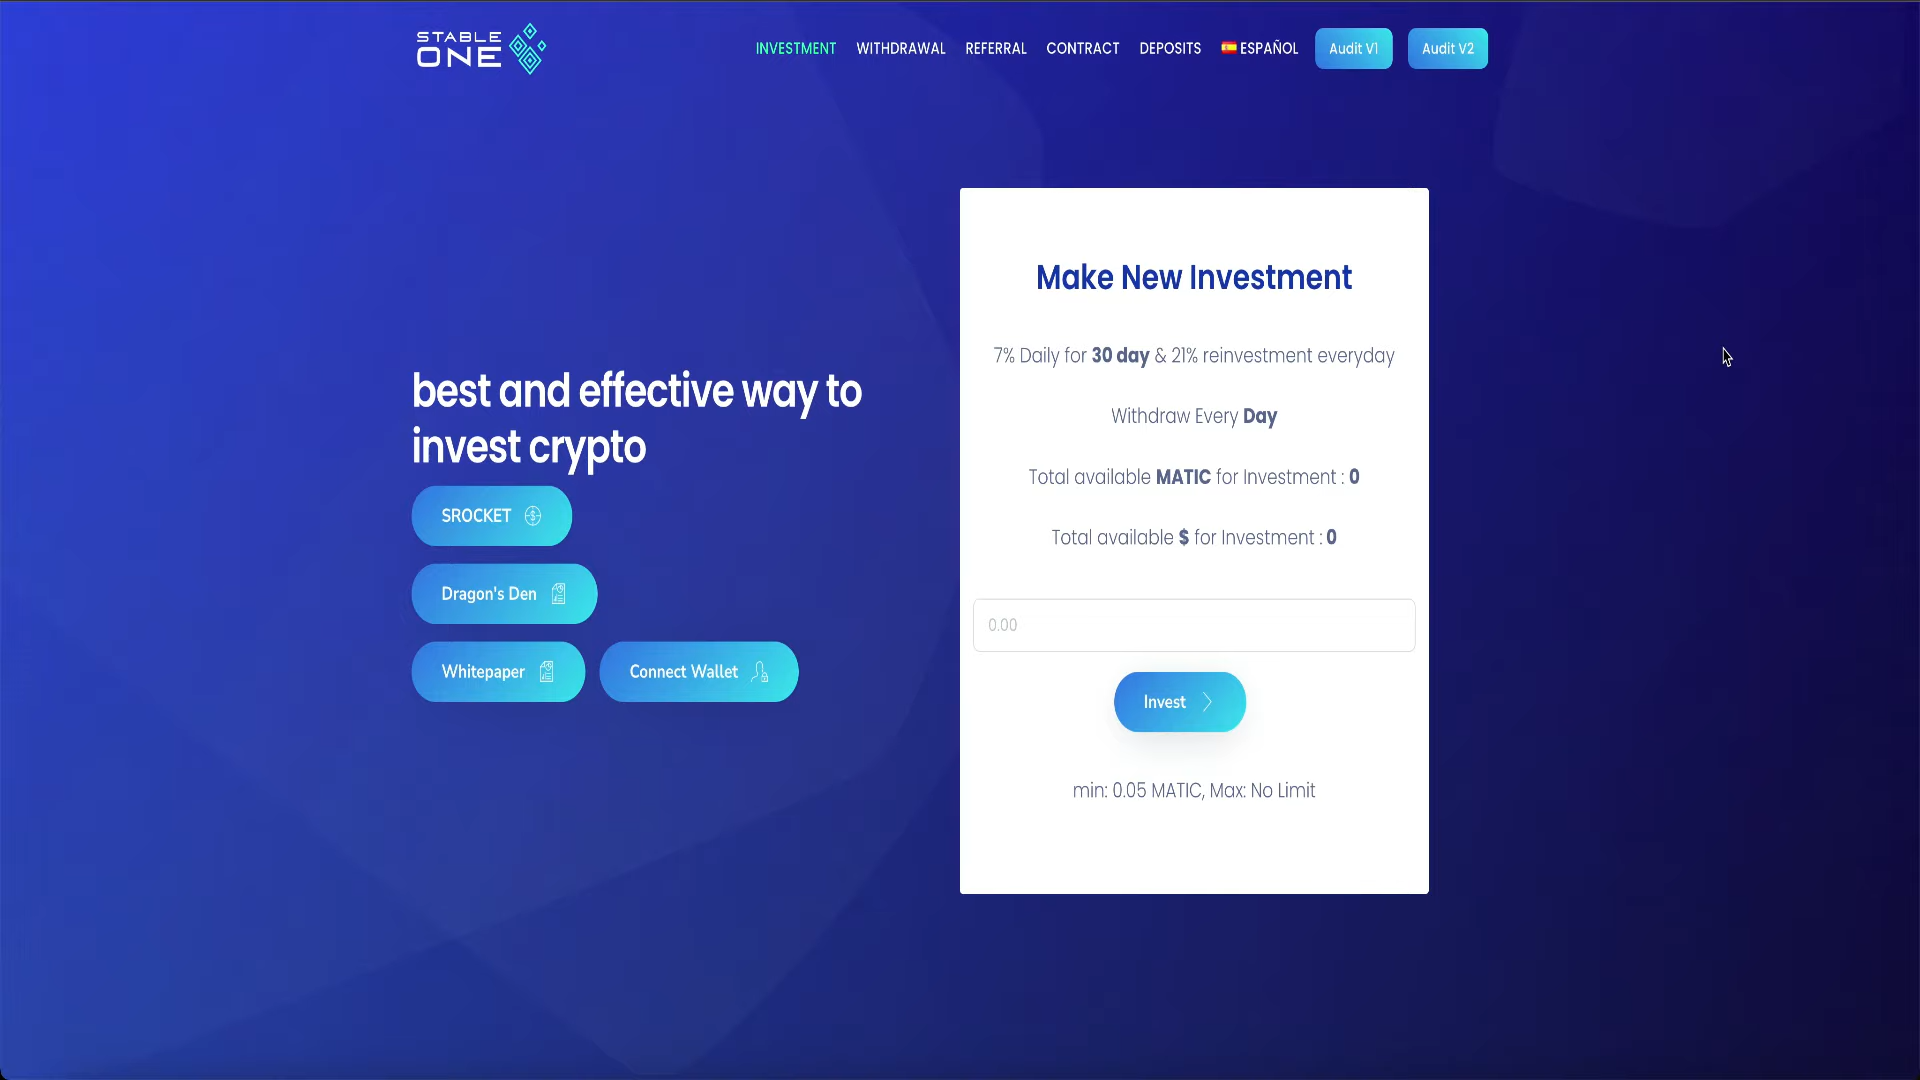 STABLE
ONE
INVESTMENT WITHDRAWAL REFERRAL CONTRACT DEPOSITS ESPAÑOL Audit V1 Audit V2
best and effective way to
invest crypto
SROCKET
Dragon's Den
Whitepaper Connect Wallet
Make New Investment
7% Daily for 30 day & 21% reinvestment everyday
Withdraw Every Day
Total available MATIC for Investment : 0
Total available $ for Investment : 0
0.00
Invest
min: 0.05 MATIC, Max: No Limit